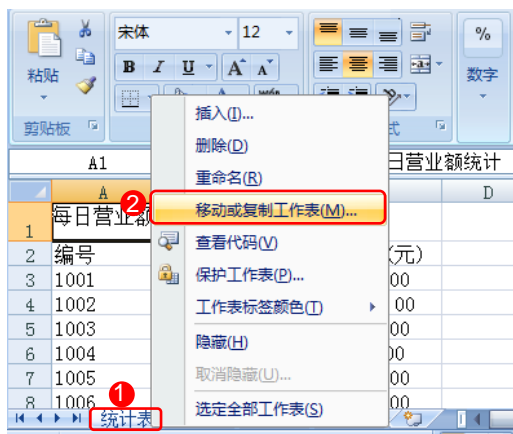 宋体 12
B I U A A
%
粘贴
数字
剪贴板
A1
日营业额统计
A D
1 每日营业额
2 编号 (元)
3 1001 00
4 1002 00
5 1003 00
6 1004 00
7 1005 00
8 1006 00
插入(I)...
删除(D)
重命名(R)
2
移动或复制工作表(M)...
查看代码(V)
保护工作表(P)...
工作表标签颜色(T)
隐藏(H)
取消隐藏(U)...
选定全部工作表(S)
1
统计表